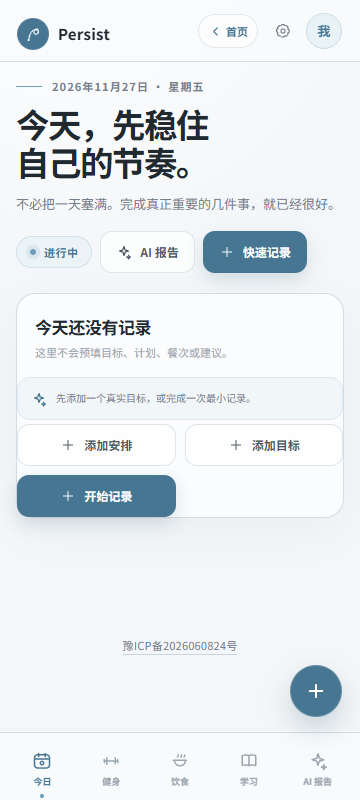 Persist
首页
我
2026年11月27日 · 星期五
今天，先稳住
自己的节奏。
不必把一天塞满。完成真正重要的几件事，就已经很好。
进行中
AI 报告
快速记录
今天还没有记录
这里不会预填目标、计划、餐次或建议。
先添加一个真实目标，或完成一次最小记录。
添加安排
添加目标
开始记录
豫ICP备2026060824号
今日
健身
饮食
学习
AI 报告